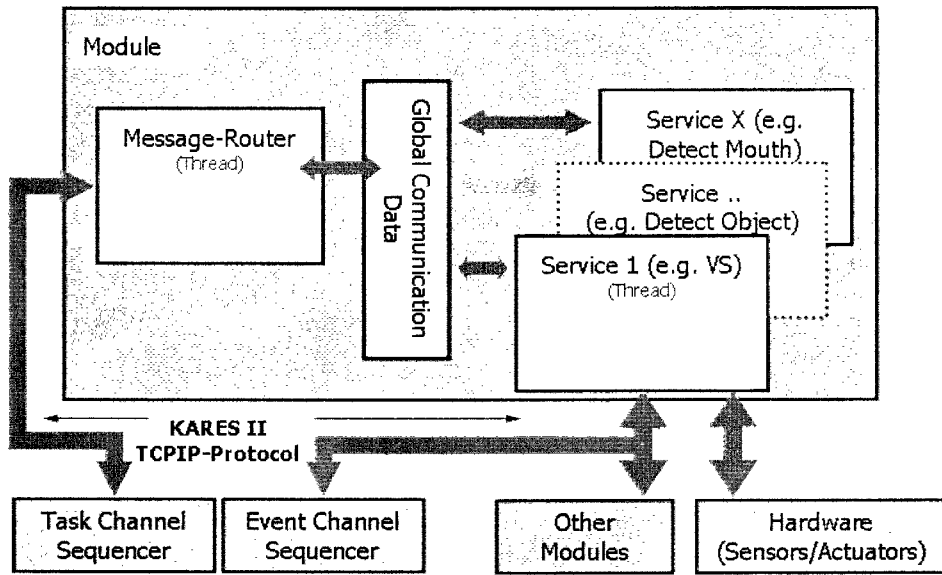 Module
Message-Router
(Thread)
Global Communication
Data
Service X (e.g.
Detect Mouth)
Service ..
(e.g. Detect Object)
Service 1 (e.g. VS)
(Thread)
KARES II
TCPIP-Protocol
Task Channel
Sequencer
Event Channel
Sequencer
Other
Modules
Hardware
(Sensors/Actuators)